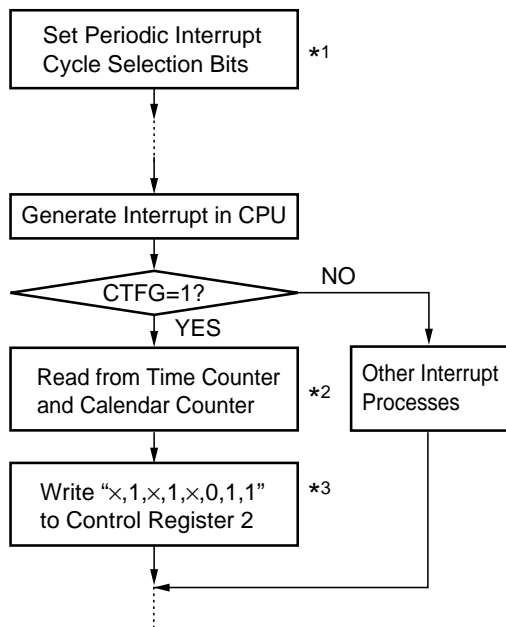 Set Periodic Interrupt
Cycle Selection Bits
*1
Generate Interrupt in CPU
CTFG=1?
NO
YES
Read from Time Counter
and Calendar Counter
*2
Other Interrupt
Processes
Write “×,1,×,1,×,0,1,1”
to Control Register 2
*3